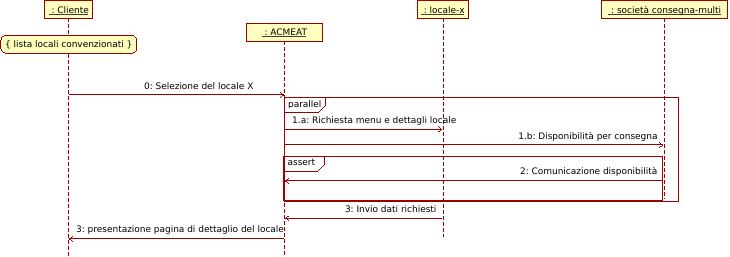 : Cliente
: locale-x
: società consegna-multi
: ACMEAT
{ lista locali convenzionati }
0: Selezione del locale X
parallel
1.a: Richiesta menu e dettagli locale
1.b: Disponibilità per consegna
assert
2: Comunicazione disponibilità
3: Invio dati richiesti
3: presentazione pagina di dettaglio del locale